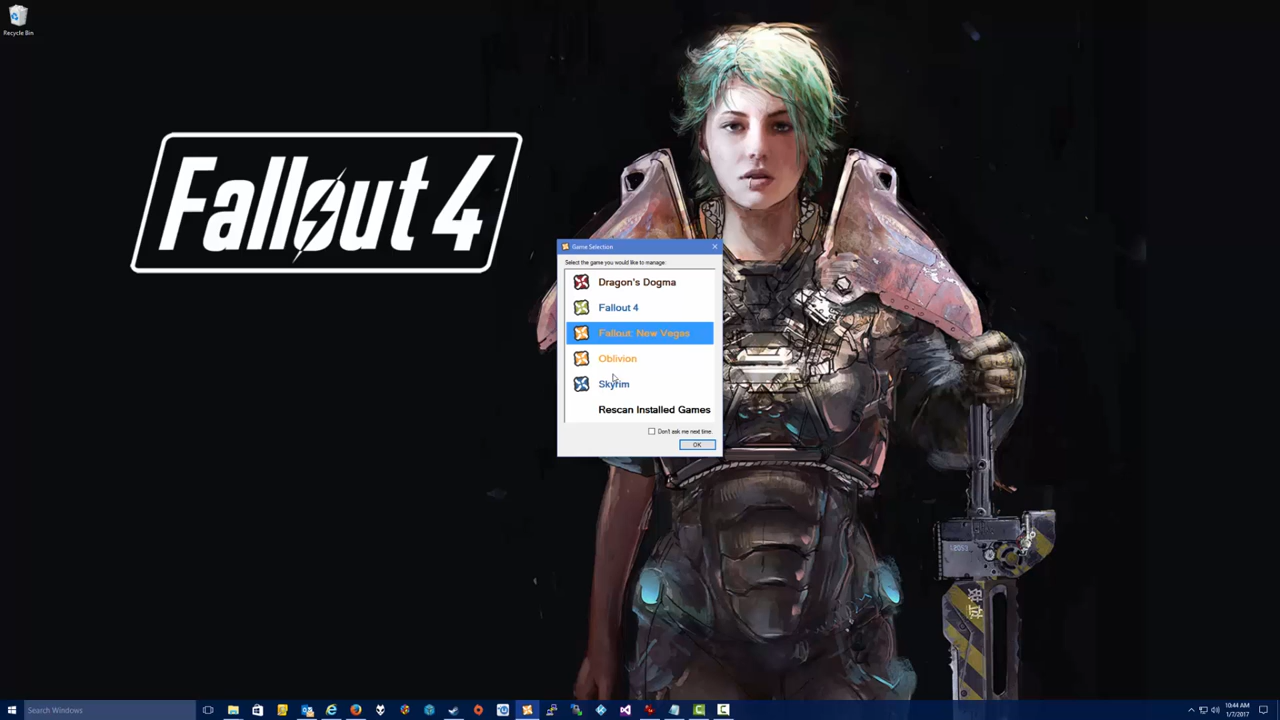 Recycle Bin
Fallout 4
Game Selection
Select the game you would like to manage:
Dragon's Dogma
Fallout 4
Fallout: New Vegas
Oblivion
Skyrim
Rescan Installed Games
Don't ask me next time.
OK
Search Windows
10:44 AM
1/7/2017